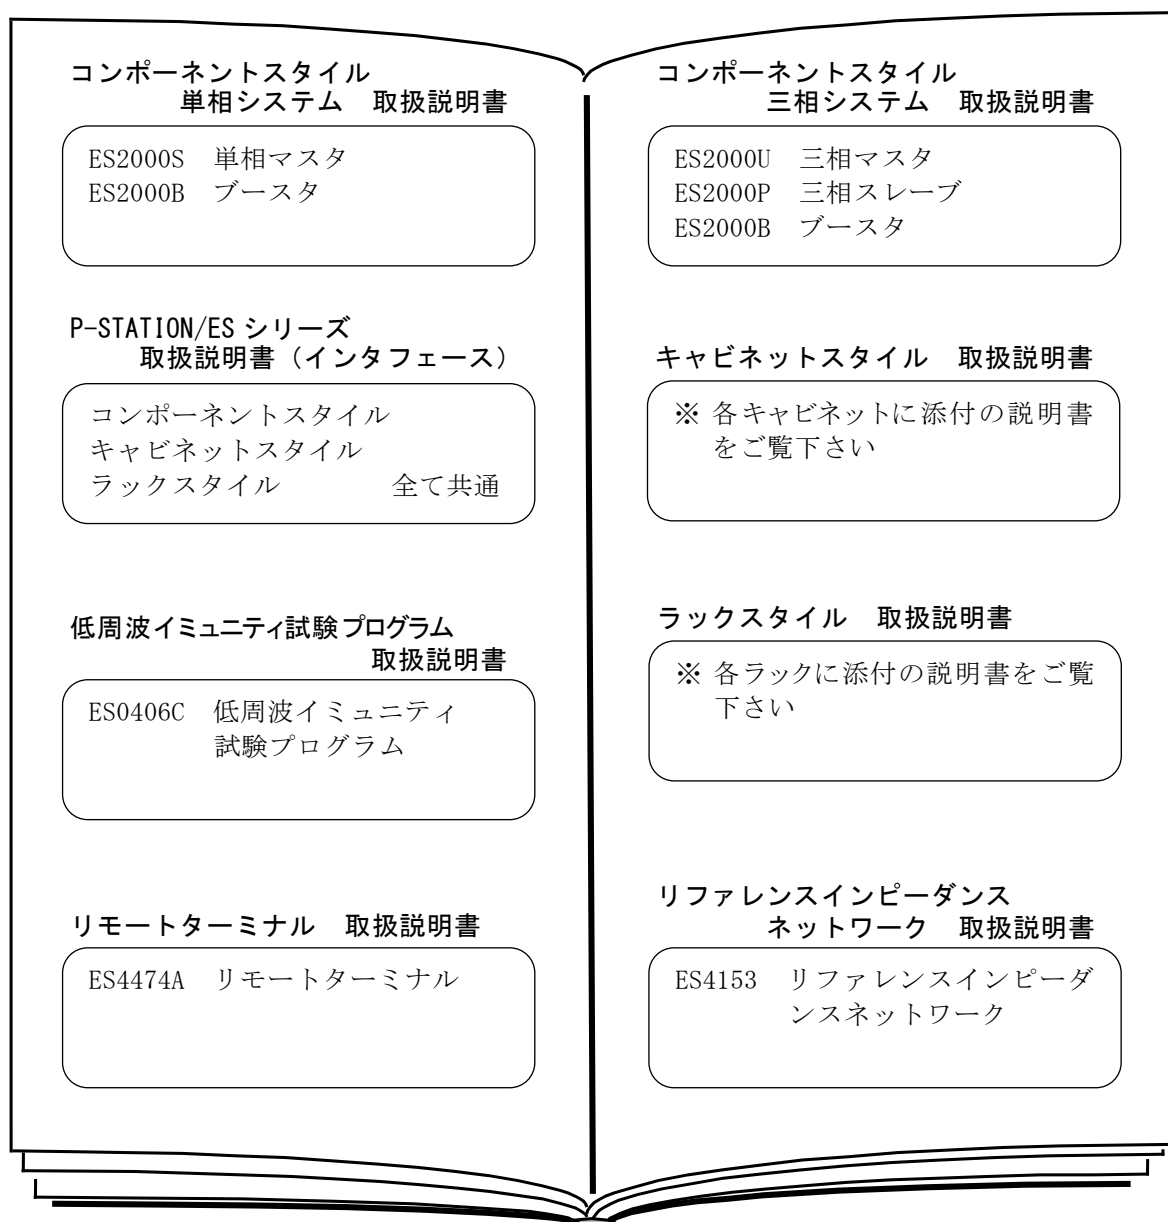 コンポーネントスタイル
単相システム 取扱説明書
ES2000S 単相マスタ
ES2000B ブースタ
P-STATION/ES シリーズ
取扱説明書（インタフェース）
コンポーネントスタイル
キャビネットスタイル
ラックスタイル 全て共通
低周波イミュニティ試験プログラム
取扱説明書
ES0406C 低周波イミュニティ
試験プログラム
リモートターミナル 取扱説明書
ES4474A リモートターミナル
コンポーネントスタイル
三相システム 取扱説明書
ES2000U 三相マスタ
ES2000P 三相スレーブ
ES2000B ブースタ
キャビネットスタイル 取扱説明書
※ 各キャビネットに添付の説明書
をご覧下さい
ラックスタイル 取扱説明書
※ 各ラックに添付の説明書をご覧
下さい
リファレンスインピーダンス
ネットワーク 取扱説明書
ES4153 リファレンスインピーダ
ンスネットワーク